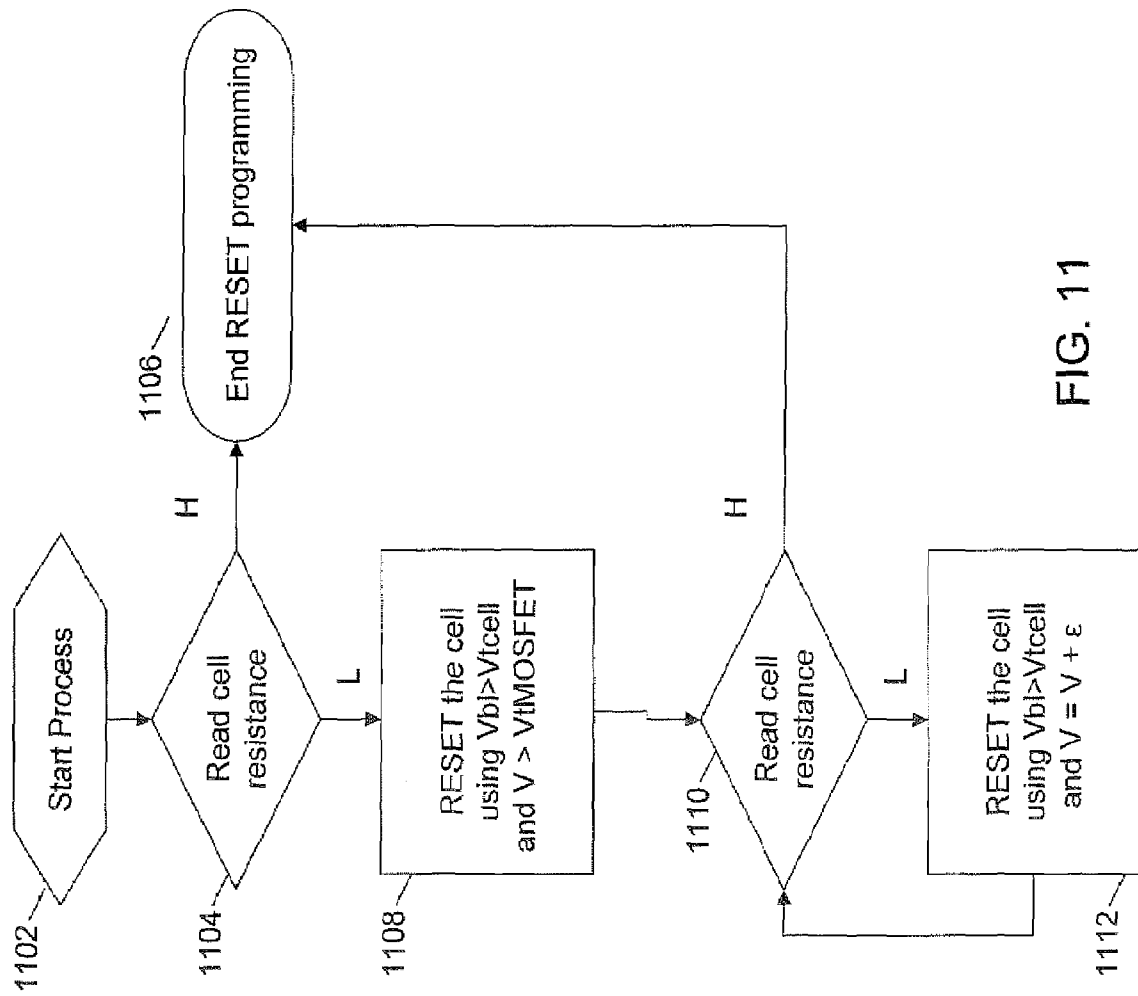 1102
Start Process
1104
Read cell
resistance
H
1106
End RESET programming
L
1108
RESET the cell
using Vbl>Vtcell
and V > VtMOSFET
1110
Read cell
resistance
H
L
1112
RESET the cell
using Vbl>Vtcell
and V = V + ε
FIG. 11